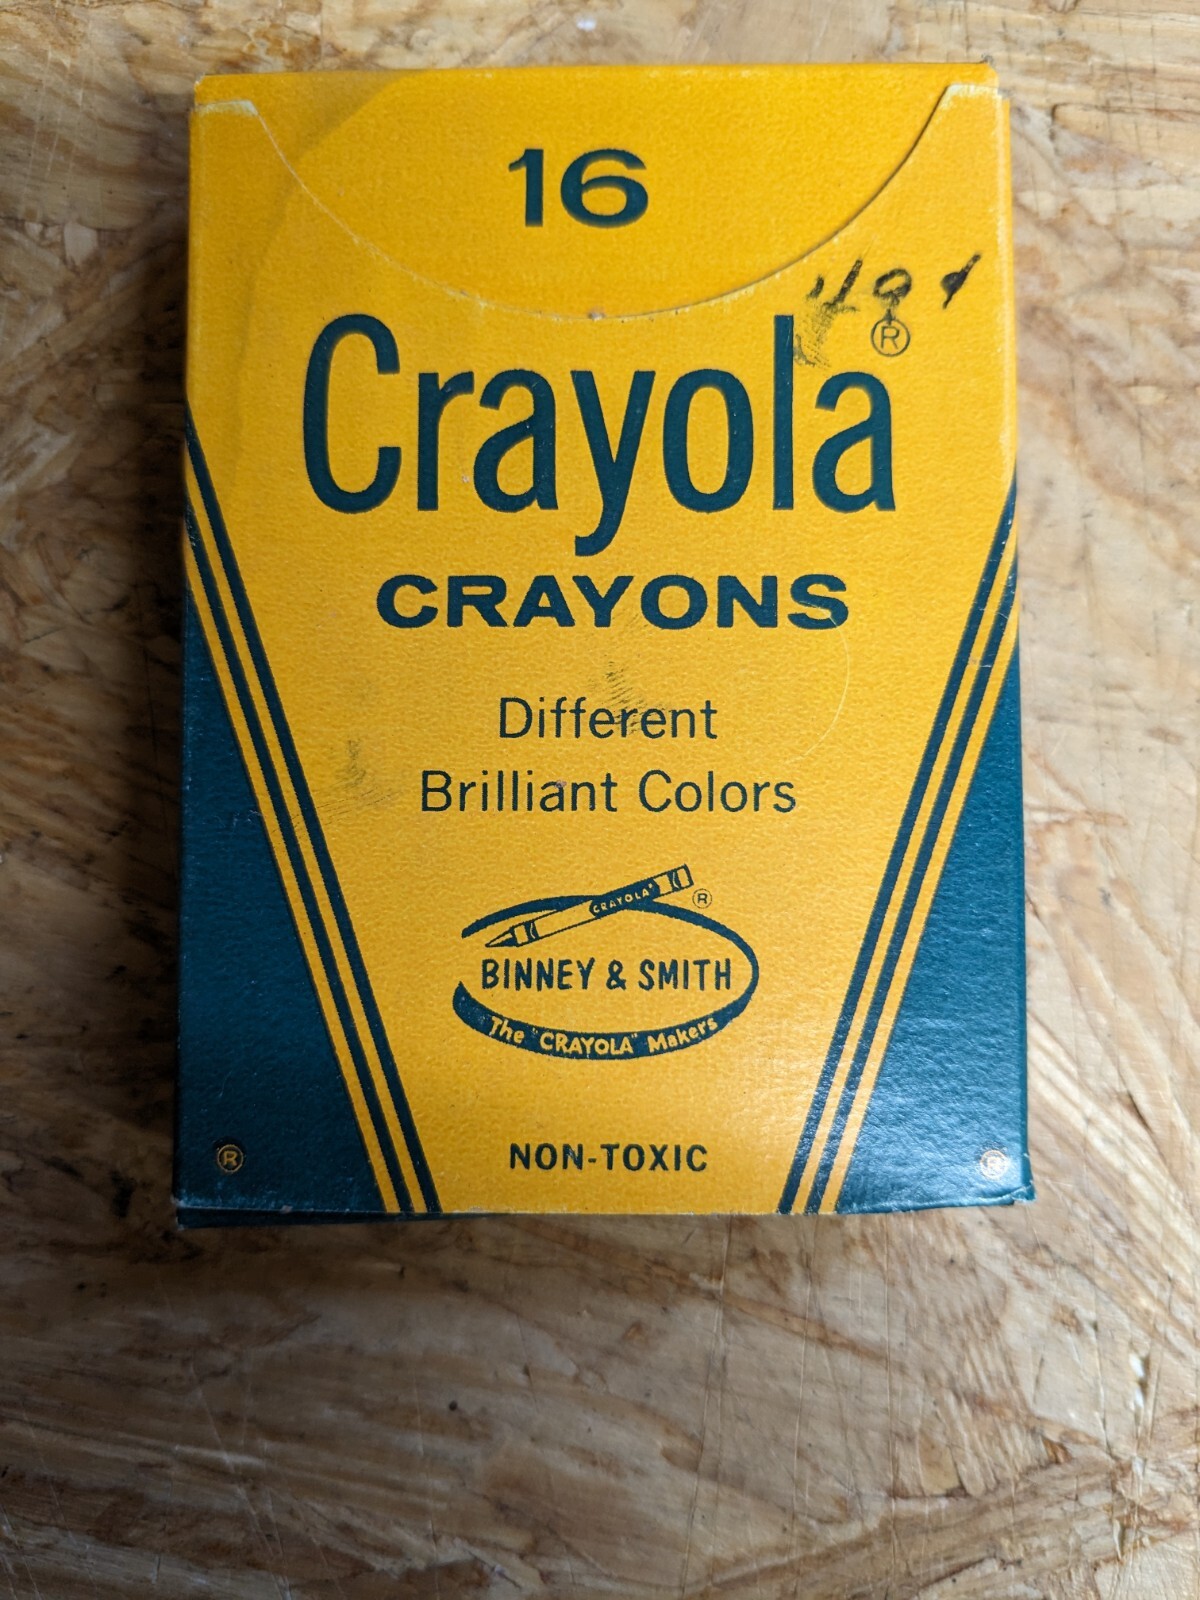 16
Crayola®
CRAYONS
Different
Brilliant Colors
CRAYOLA ®
BINNEY & SMITH
The "CRAYOLA" Makers
NON-TOXIC
® ®